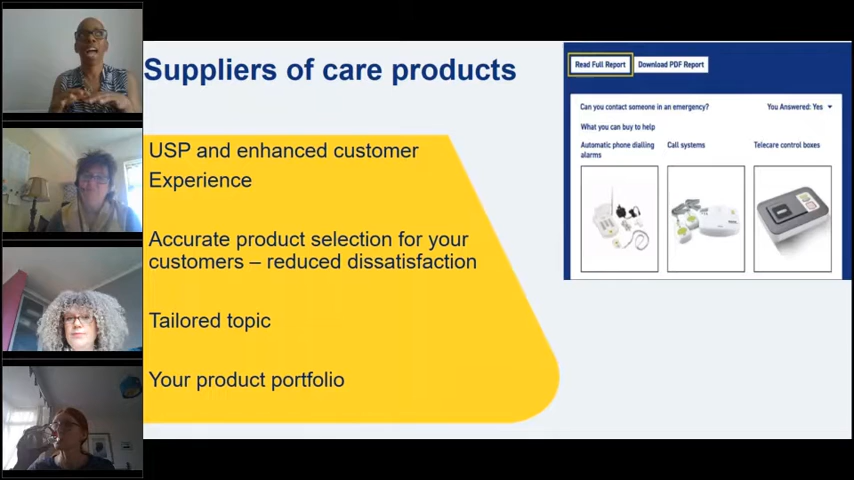 Suppliers of care products
USP and enhanced customer
Experience
Accurate product selection for your
customers – reduced dissatisfaction
Tailored topic
Your product portfolio
Read Full Report
Download PDF Report
Can you contact someone in an emergency?
You Answered: Yes
What you can buy to help
Automatic phone dialling
alarms
Call systems
Telecare control boxes